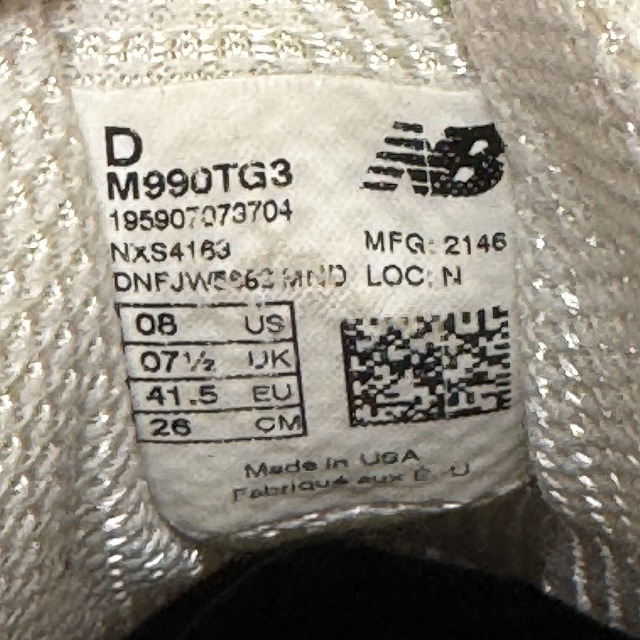 D
M990TG3
195907073704
NXS4163 MFG: 2146
LOC: N
08 US
07½ UK
41.5 EU
26 CM
Made in USA
Fabriqué aux É.-U